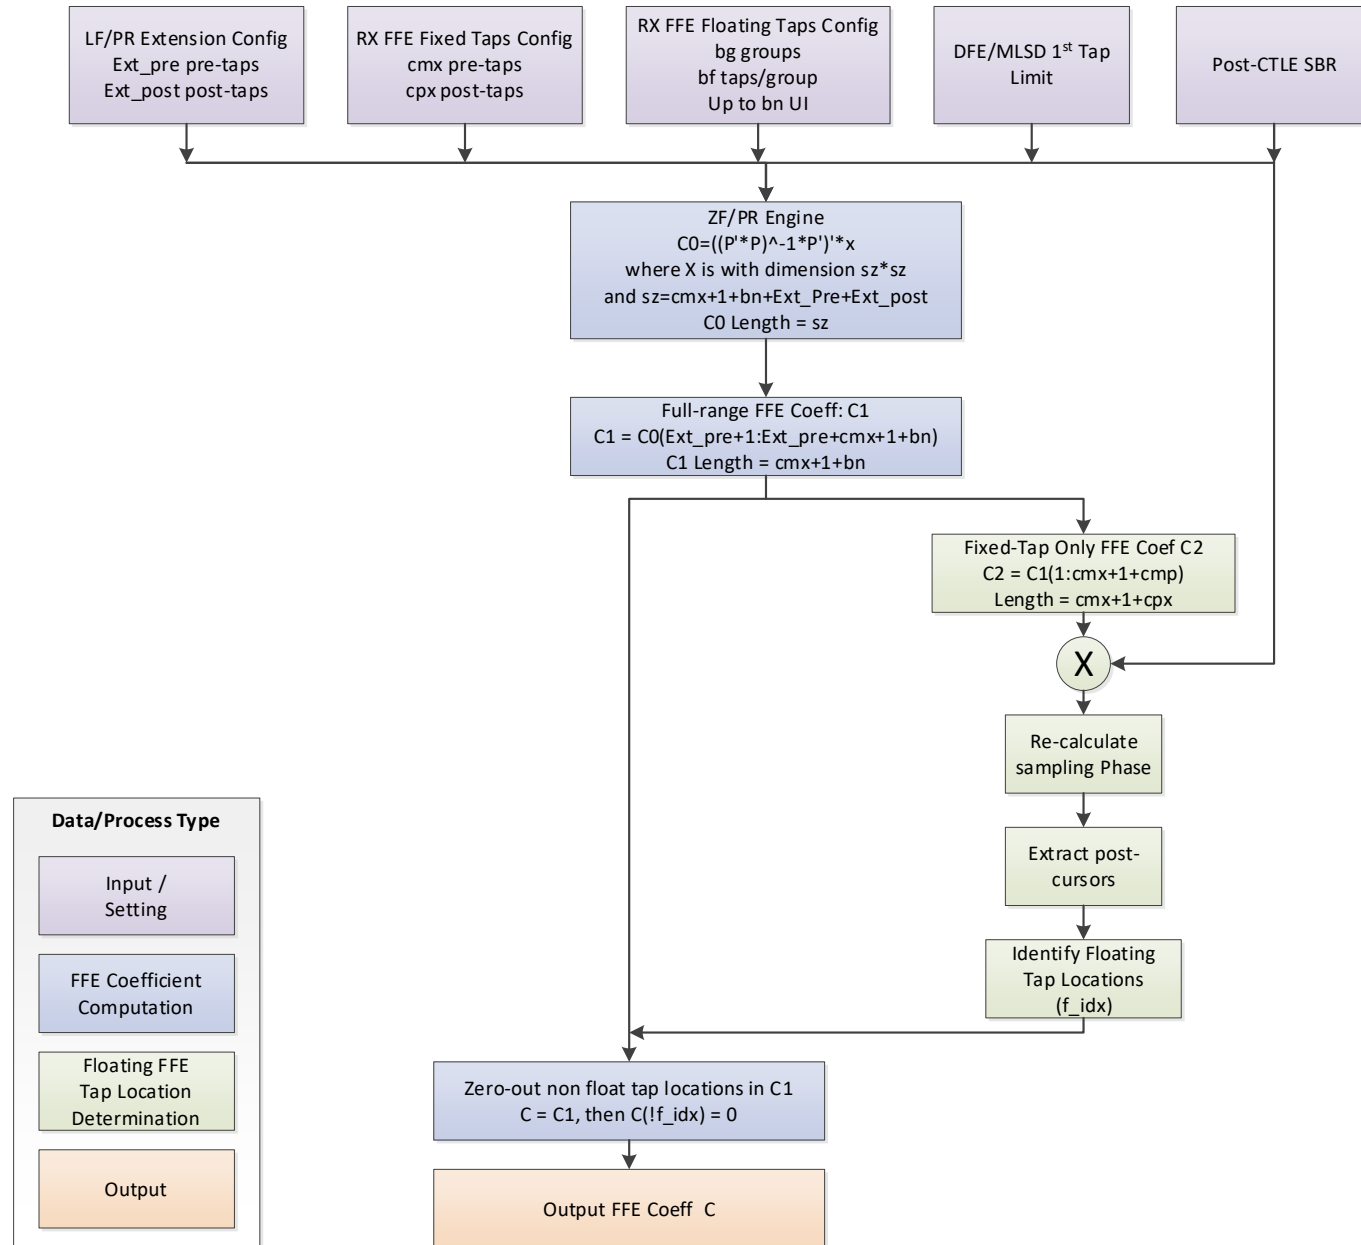 LF/PR Extension Config
Ext_pre pre-taps
Ext_post post-taps
RX FFE Fixed Taps Config
cmx pre-taps
cpx post-taps
RX FFE Floating Taps Config
bg groups
bf taps/group
Up to bn UI
DFE/MLSD 1st Tap
Limit
Post-CTLE SBR
ZF/PR Engine
C0=((P'*P)^-1*P')'*x
where X is with dimension sz*sz
and sz=cmx+1+bn+Ext_Pre+Ext_post
C0 Length = sz
Full-range FFE Coeff: C1
C1 = C0(Ext_pre+1:Ext_pre+cmx+1+bn)
C1 Length = cmx+1+bn
Fixed-Tap Only FFE Coef C2
C2 = C1(1:cmx+1+cmp)
Length = cmx+1+cpx
X
Re-calculate
sampling Phase
Extract post-
cursors
Identify Floating
Tap Locations
(f_idx)
Zero-out non float tap locations in C1
C = C1, then C(!f_idx) = 0
Output FFE Coeff C
Data/Process Type
Input /
Setting
FFE Coefficient
Computation
Floating FFE
Tap Location
Determination
Output